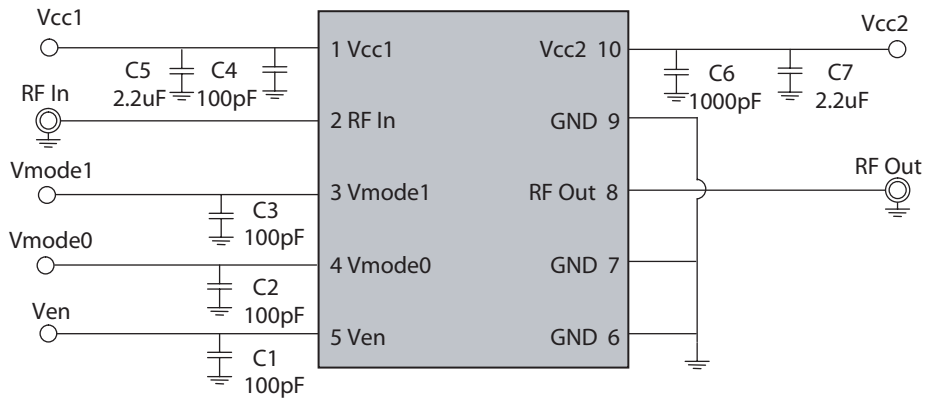 Vcc1
Vcc2
1 Vcc1
Vcc2 10
C5
2.2uF
C4
100pF
C6
1000pF
C7
2.2uF
RF In
2 RF In
GND 9
Vmode1
3 Vmode1
RF Out 8
RF Out
C3
100pF
Vmode0
4 Vmode0
GND 7
C2
100pF
Ven
5 Ven
GND 6
C1
100pF